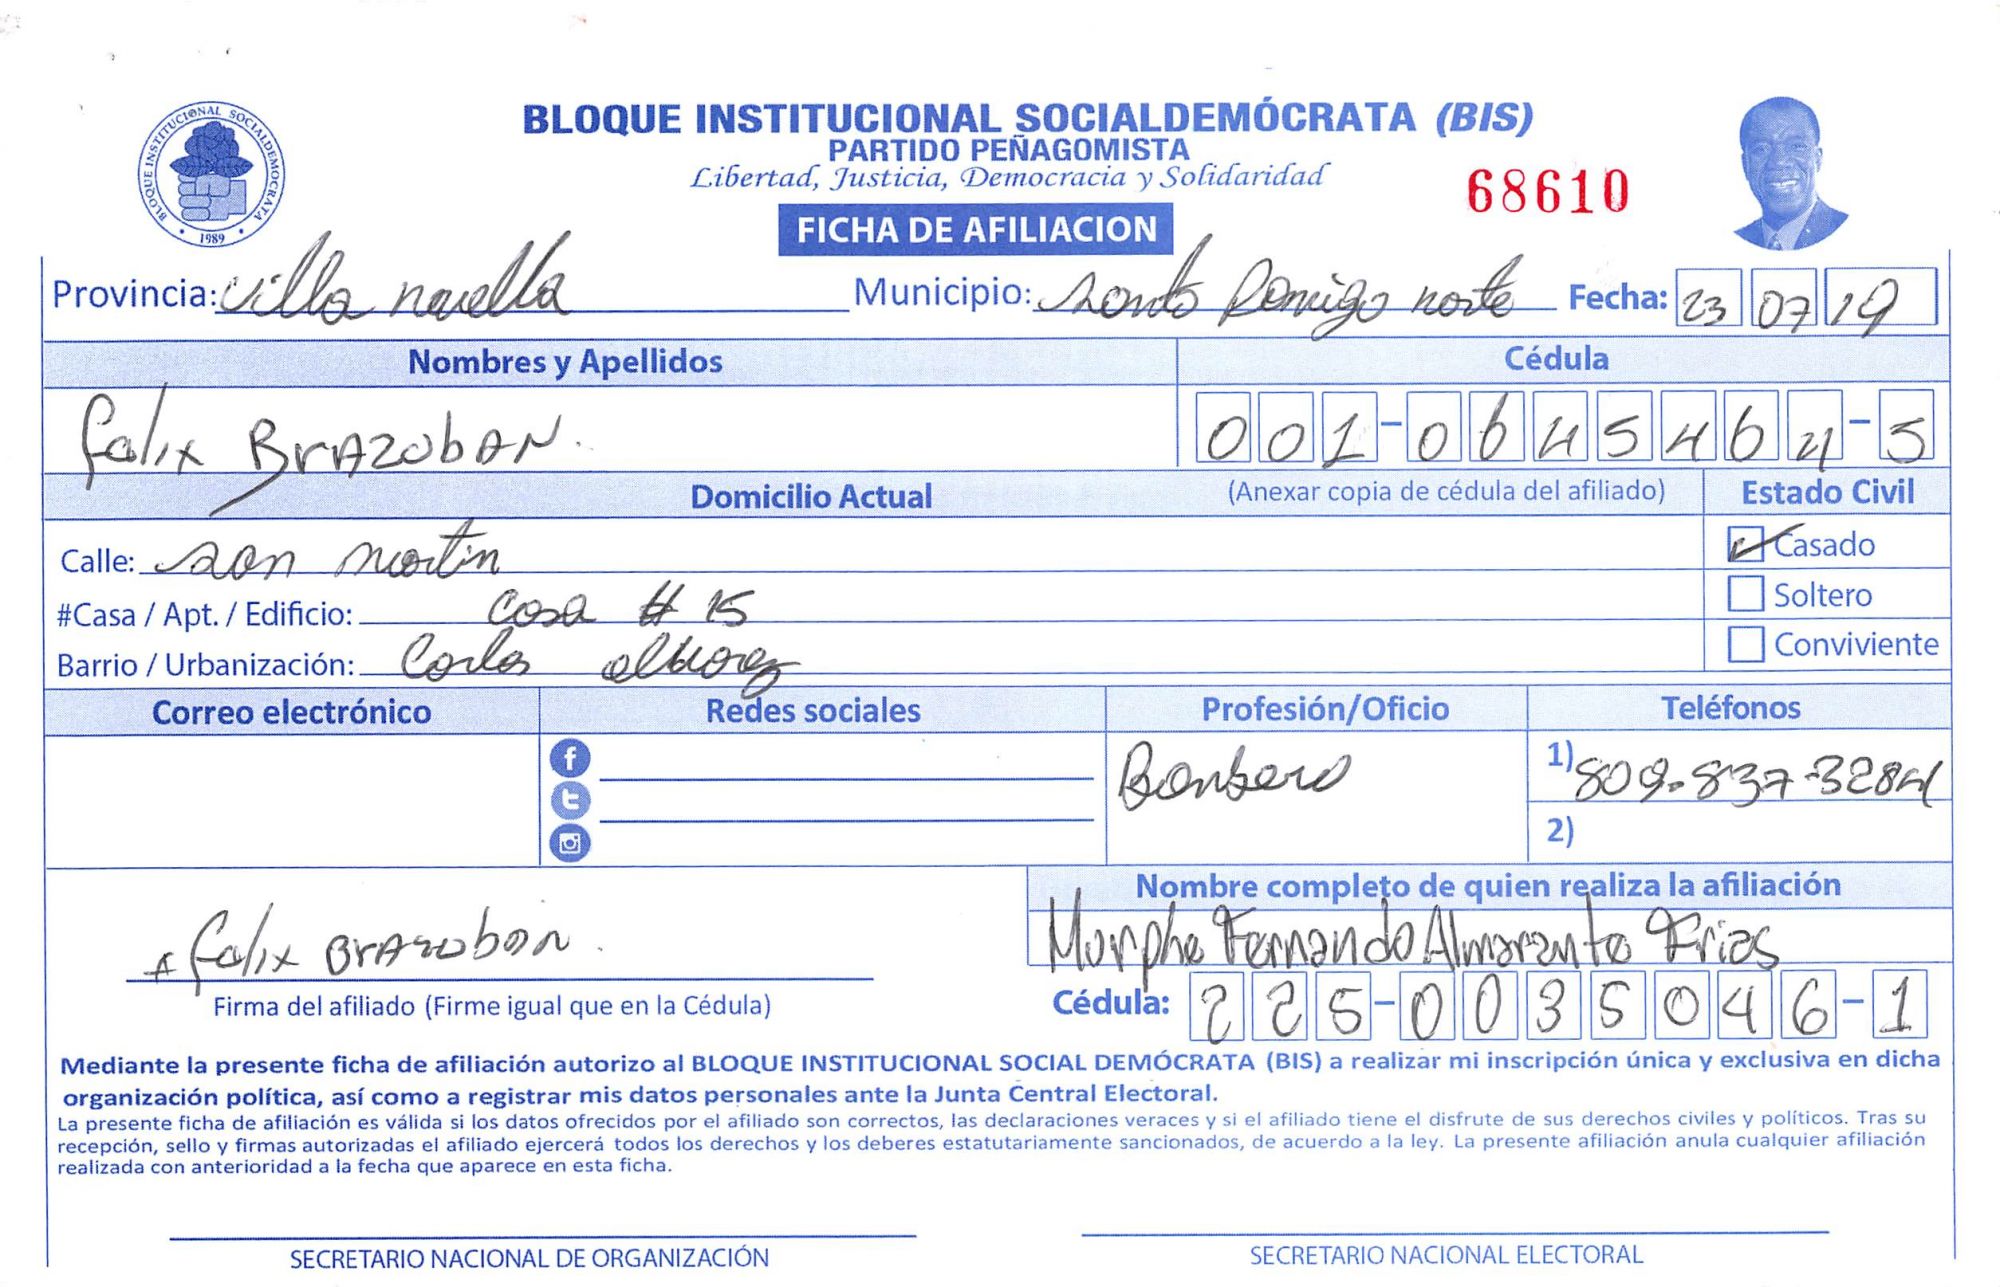 BLOQUE INSTITUCIONAL SOCIALDEMÓCRATA (BIS)
PARTIDO PEÑAGOMISTA
Libertad, Justicia, Democracia y Solidaridad
68610
BLOQUE INSTITUCIONAL SOCIALDEMOCRATA
1989
FICHA DE AFILIACION
Provincia: Villa Mella Municipio: Santo Domigo norte Fecha: 23 07 19
Nombres y Apellidos Cédula
Felix BrAzobAN. 001-0645464-5
Domicilio Actual (Anexar copia de cédula del afiliado) Estado Civil
Calle: San Martin Casado
#Casa / Apt. / Edificio: Casa # 15 Soltero
Barrio / Urbanización: Carlos alvarez Conviviente
Correo electrónico Redes sociales Profesión/Oficio Teléfonos
Bonbero 1) 809-837-3284
2)
Nombre completo de quien realiza la afiliación
Felix BrAzoban. Murphe Fernando Almarante Frias
Firma del afiliado (Firme igual que en la Cédula) Cédula: 225-0035046-1
Mediante la presente ficha de afiliación autorizo al BLOQUE INSTITUCIONAL SOCIAL DEMÓCRATA (BIS) a realizar mi inscripción única y exclusiva en dicha
organización política, así como a registrar mis datos personales ante la Junta Central Electoral.
La presente ficha de afiliación es válida si los datos ofrecidos por el afiliado son correctos, las declaraciones veraces y si el afiliado tiene el disfrute de sus derechos civiles y políticos. Tras su
recepción, sello y firmas autorizadas el afiliado ejercerá todos los derechos y los deberes estatutariamente sancionados, de acuerdo a la ley. La presente afiliación anula cualquier afiliación
realizada con anterioridad a la fecha que aparece en esta ficha.
SECRETARIO NACIONAL DE ORGANIZACIÓN SECRETARIO NACIONAL ELECTORAL